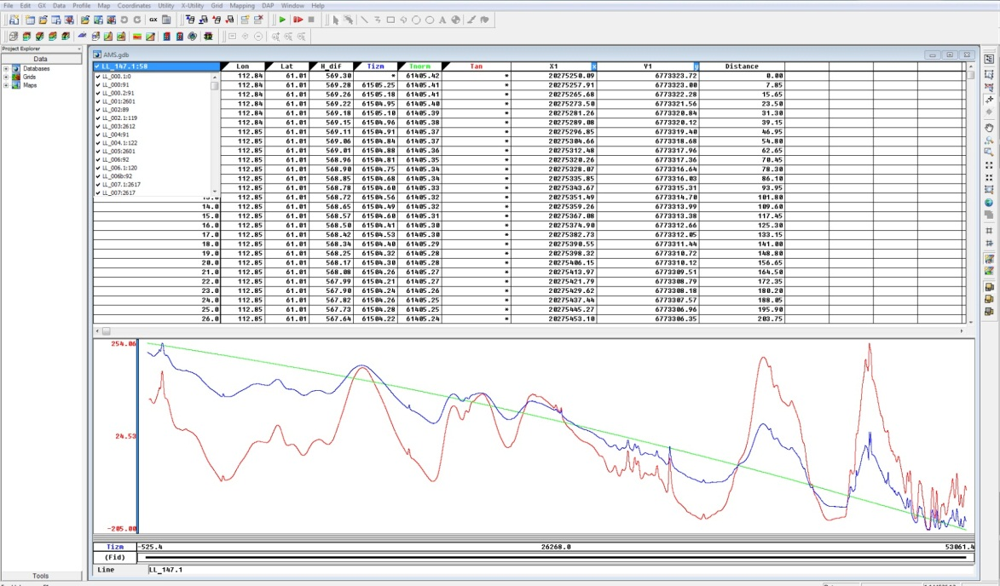 File Edit GX Data Profile Map Coordinates Utility X-Utility Grid Mapping DAP Window Help
GX
Project Explorer
Data
Databases
Grids
Maps
Tools
AMS.gdb
LL_147.1:58 Lon Lat H_dif Tizm Tnorm Tan X1 x Y1 y Distance
LL_000.1:0
LL_000:91
LL_000.2:91
LL_001:2601
LL_002:89
LL_002.1:119
LL_003:2612
LL_004:91
LL_004.1:122
LL_005:2601
LL_006:92
LL_006.1:120
LL_006b:92
LL_007.1:2617
LL_007:2617
112.84 61.01 569.30 * 61405.42 * 20275250.09 6773323.72 0.00
112.84 61.01 569.28 61505.25 61405.41 * 20275257.91 6773323.00 7.85
112.84 61.01 569.26 61505.18 61405.41 * 20275265.68 6773322.28 15.65
112.84 61.01 569.22 61504.95 61405.40 * 20275273.50 6773321.56 23.50
112.84 61.01 569.18 61505.10 61405.39 * 20275281.26 6773320.84 31.30
112.84 61.01 569.15 61504.96 61405.38 * 20275289.08 6773320.12 39.15
112.85 61.01 569.11 61504.91 61405.37 * 20275296.85 6773319.40 46.95
112.85 61.01 569.06 61504.84 61405.37 * 20275304.66 6773318.68 54.80
112.85 61.01 569.01 61504.88 61405.36 * 20275312.48 6773317.96 62.65
112.85 61.01 568.96 61504.81 61405.35 * 20275320.26 6773317.36 70.45
112.85 61.01 568.90 61504.75 61405.34 * 20275328.07 6773316.64 78.30
112.85 61.01 568.85 61504.68 61405.34 * 20275335.85 6773316.03 86.10
112.85 61.01 568.78 61504.60 61405.33 * 20275343.67 6773315.31 93.95
13.0 112.85 61.01 568.72 61504.56 61405.32 * 20275351.49 6773314.70 101.80
14.0 112.85 61.01 568.65 61504.49 61405.32 * 20275359.26 6773313.99 109.60
15.0 112.85 61.01 568.57 61504.60 61405.31 * 20275367.08 6773313.38 117.45
16.0 112.85 61.01 568.50 61504.41 61405.30 * 20275374.90 6773312.66 125.30
17.0 112.85 61.01 568.42 61504.53 61405.30 * 20275382.73 6773312.05 133.15
18.0 112.85 61.01 568.34 61504.40 61405.29 * 20275390.55 6773311.44 141.00
19.0 112.85 61.01 568.25 61504.32 61405.28 * 20275398.32 6773310.72 148.80
20.0 112.85 61.01 568.17 61504.30 61405.28 * 20275406.15 6773310.12 156.65
21.0 112.85 61.01 568.08 61504.26 61405.27 * 20275413.97 6773309.51 164.50
22.0 112.85 61.01 567.99 61504.21 61405.27 * 20275421.79 6773308.79 172.35
23.0 112.85 61.01 567.90 61504.24 61405.26 * 20275429.62 6773308.18 180.20
24.0 112.85 61.01 567.82 61504.26 61405.25 * 20275437.44 6773307.57 188.05
25.0 112.85 61.01 567.73 61504.28 61405.25 * 20275445.27 6773306.96 195.90
26.0 112.85 61.01 567.64 61504.22 61405.24 * 20275453.10 6773306.35 203.75
254.06
24.53
-205.00
Tizm -525.4 26268.0 53061.4
(Fid)
Line LL_147.1